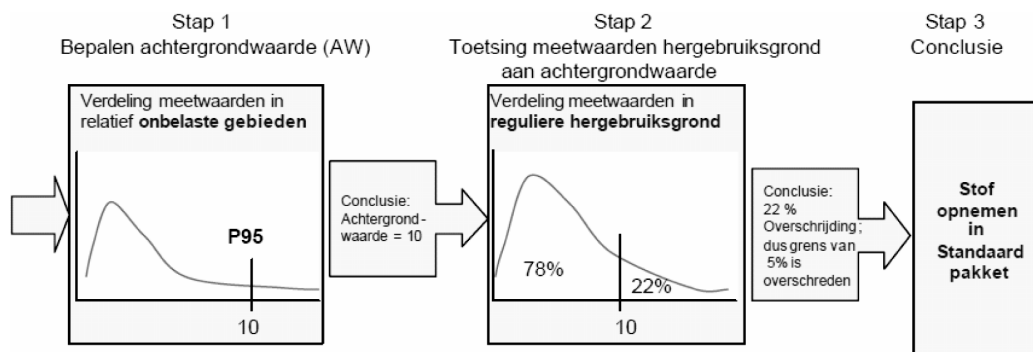 Stap 1
Bepalen achtergrondwaarde (AW)
Verdeling meetwaarden in
relatief onbelaste gebieden
P95
10
Conclusie:
Achtergrond-
waarde = 10
Stap 2
Toetsing meetwaarden hergebruiksgrond
aan achtergrondwaarde
Verdeling meetwaarden in
reguliere hergebruiksgrond
78%
22%
10
Conclusie:
22 %
Overschrijding;
dus grens van
5% is
overschreden
Stap 3
Conclusie
Stof
opnemen
in
Standaard
pakket